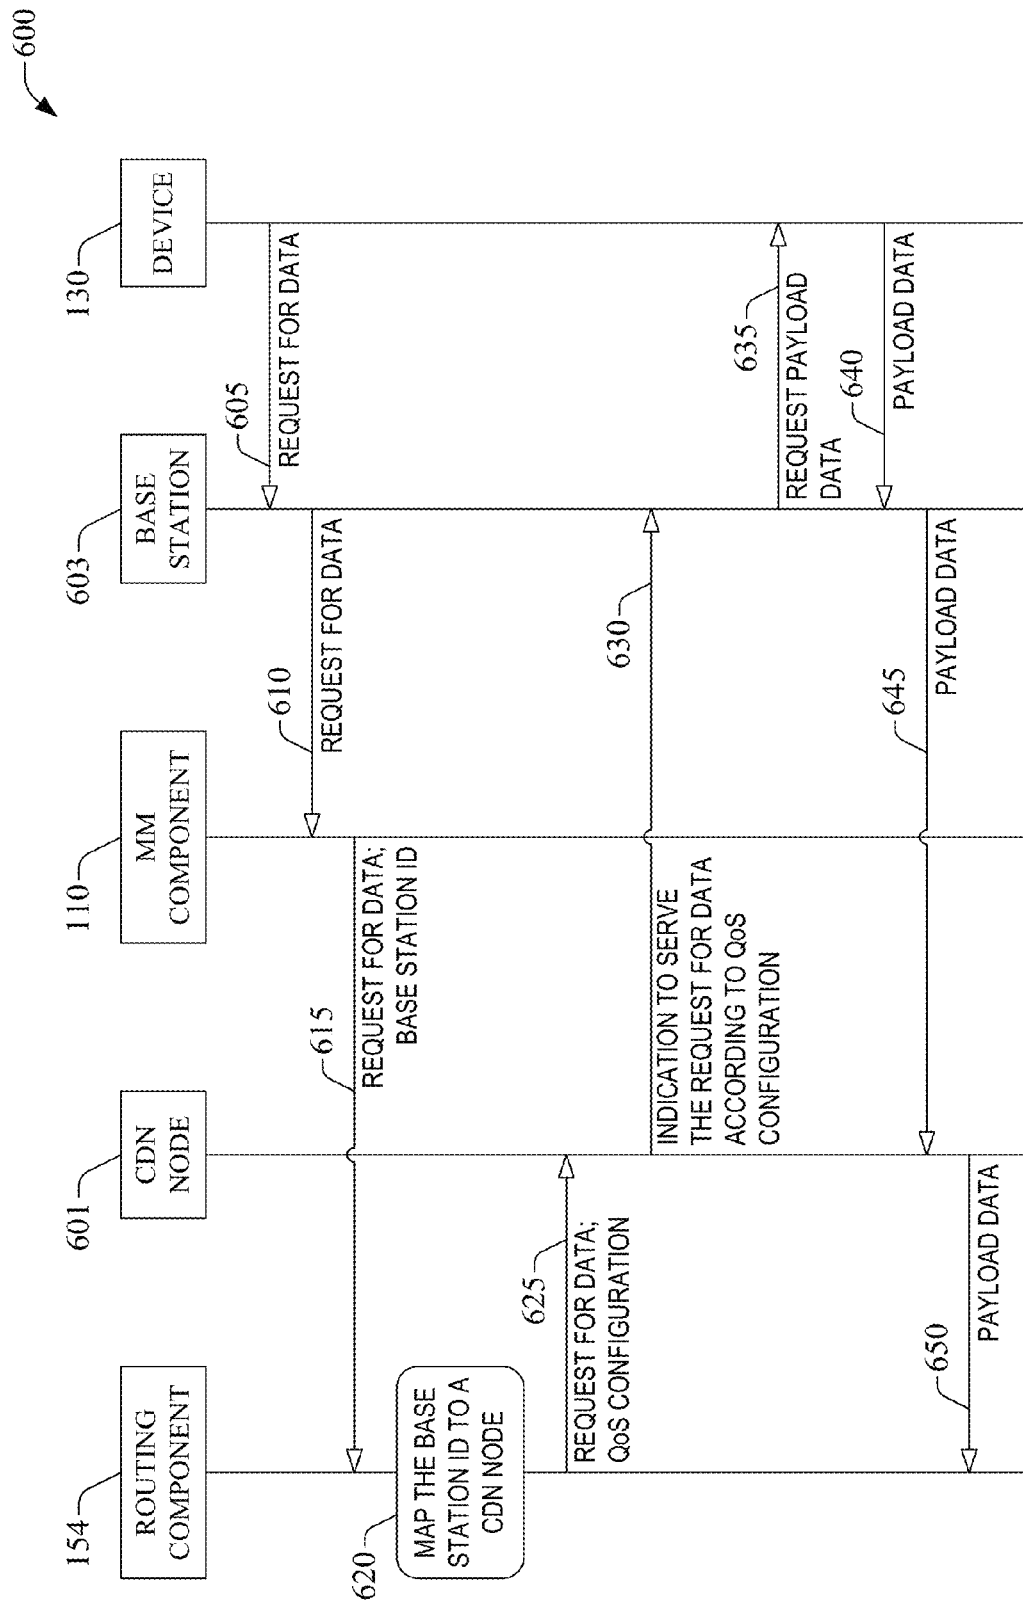 600
154
ROUTING
COMPONENT
601
CDN
NODE
110
MM
COMPONENT
603
BASE
STATION
130
DEVICE
605
REQUEST FOR DATA
610
REQUEST FOR DATA
615
REQUEST FOR DATA;
BASE STATION ID
620
MAP THE BASE
STATION ID TO A
CDN NODE
625
REQUEST FOR DATA;
QoS CONFIGURATION
630
INDICATION TO SERVE
THE REQUEST FOR DATA
ACCORDING TO QoS
CONFIGURATION
635
REQUEST PAYLOAD
DATA
640
PAYLOAD DATA
645
PAYLOAD DATA
650
PAYLOAD DATA